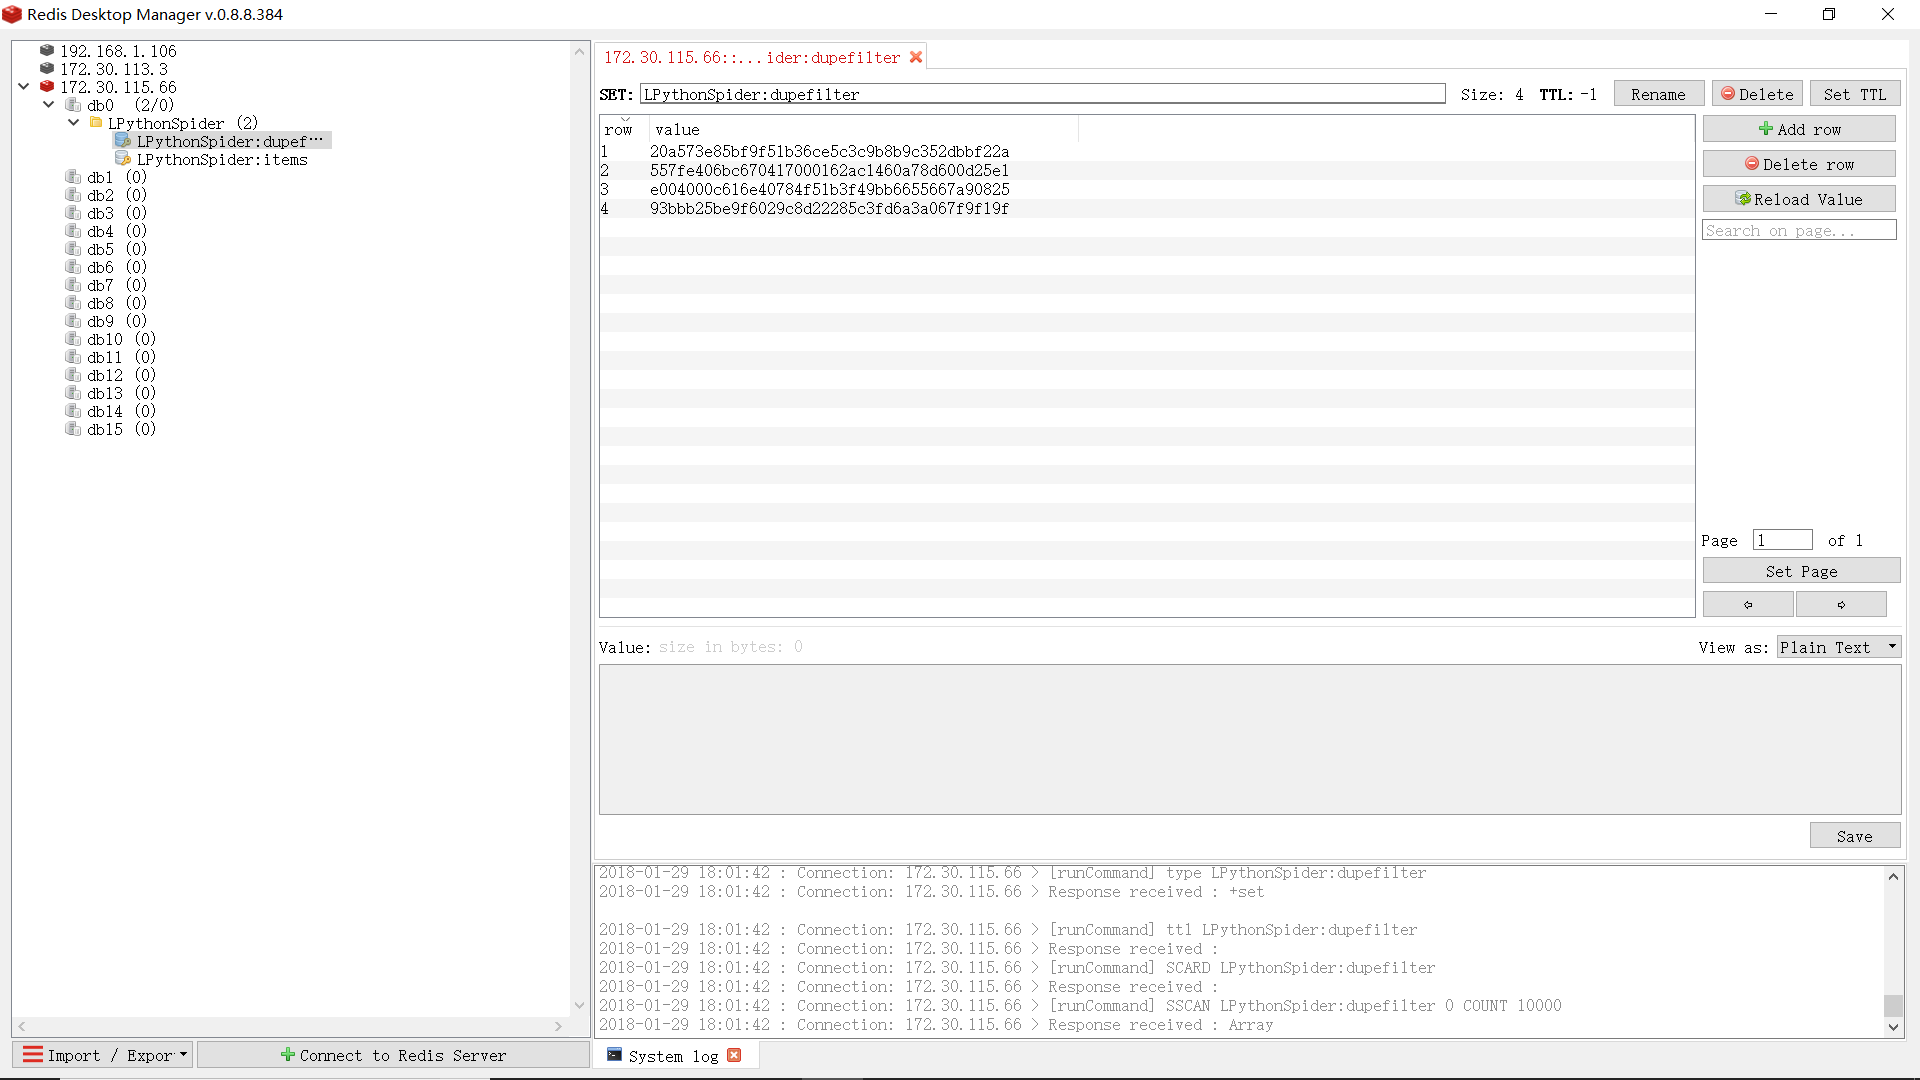 Redis Desktop Manager v.0.8.8.384
192.168.1.106
172.30.113.3
172.30.115.66
db0 (2/0)
LPythonSpider (2)
LPythonSpider:dupef…
LPythonSpider:items
db1 (0)
db2 (0)
db3 (0)
db4 (0)
db5 (0)
db6 (0)
db7 (0)
db8 (0)
db9 (0)
db10 (0)
db11 (0)
db12 (0)
db13 (0)
db14 (0)
db15 (0)
Import / Expor
Connect to Redis Server
172.30.115.66::... ider:dupefilter
SET: LPythonSpider:dupefilter Size: 4 TTL: -1 Rename Delete Set TTL
row value
1 20a573e85bf9f51b36ce5c3c9b8b9c352dbbf22a
2 557fe406bc670417000162ac1460a78d600d25e1
3 e004000c616e40784f51b3f49bb6655667a90825
4 93bbb25be9f6029c8d22285c3fd6a3a067f9f19f
Add row
Delete row
Reload Value
Search on page...
Page 1 of 1
Set Page
Value: size in bytes: 0 View as: Plain Text
Save
2018-01-29 18:01:42 : Connection: 172.30.115.66 > [runCommand] type LPythonSpider:dupefilter
2018-01-29 18:01:42 : Connection: 172.30.115.66 > Response received : +set
2018-01-29 18:01:42 : Connection: 172.30.115.66 > [runCommand] ttl LPythonSpider:dupefilter
2018-01-29 18:01:42 : Connection: 172.30.115.66 > Response received :
2018-01-29 18:01:42 : Connection: 172.30.115.66 > [runCommand] SCARD LPythonSpider:dupefilter
2018-01-29 18:01:42 : Connection: 172.30.115.66 > Response received :
2018-01-29 18:01:42 : Connection: 172.30.115.66 > [runCommand] SSCAN LPythonSpider:dupefilter 0 COUNT 10000
2018-01-29 18:01:42 : Connection: 172.30.115.66 > Response received : Array
System log